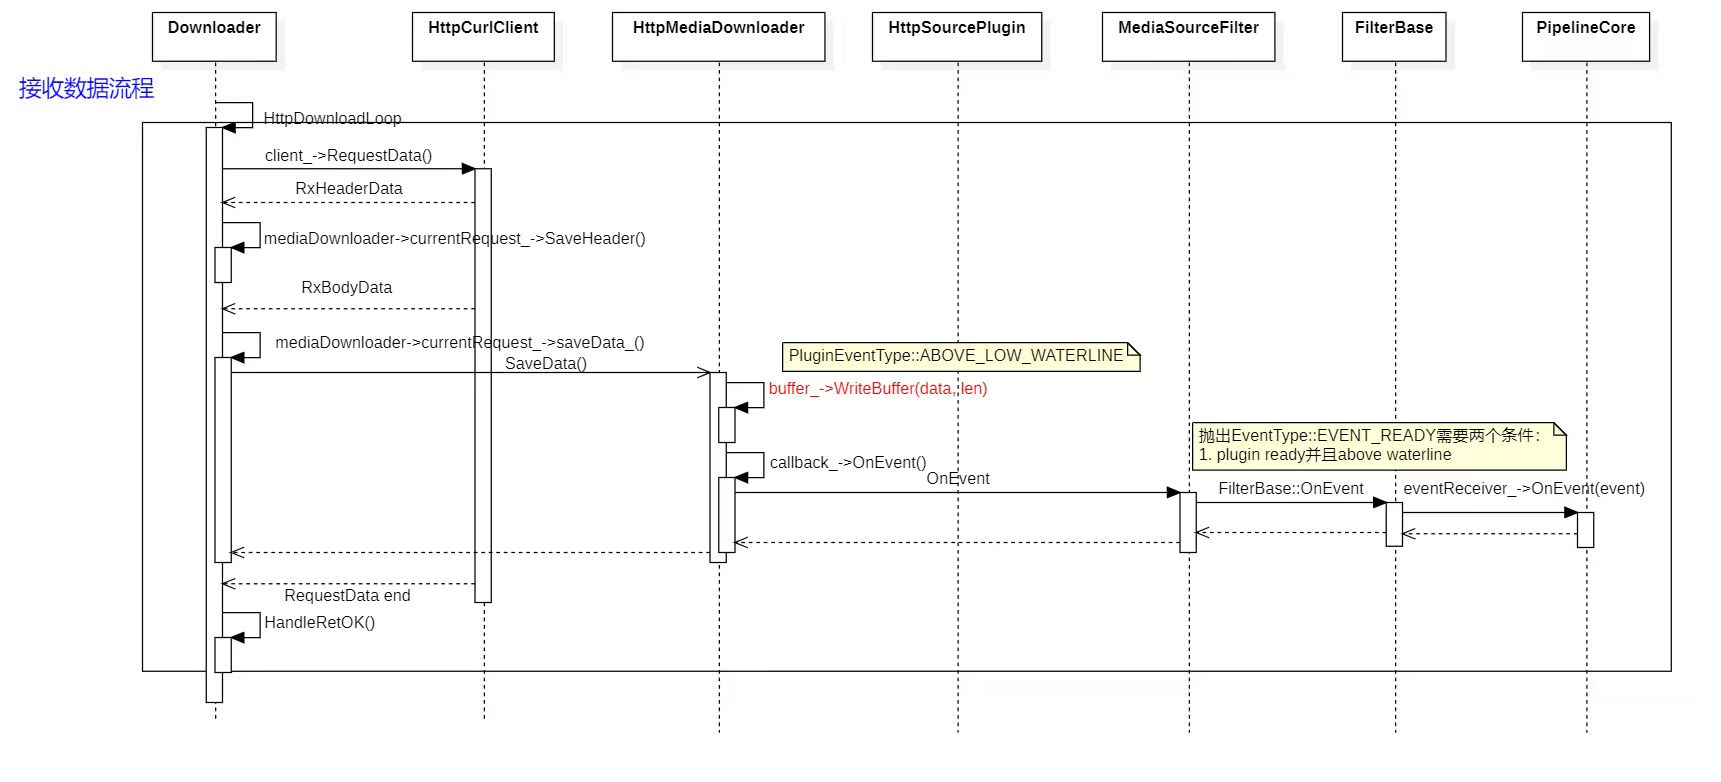 Downloader
HttpCurlClient
HttpMediaDownloader
HttpSourcePlugin
MediaSourceFilter
FilterBase
PipelineCore
接收数据流程
HttpDownloadLoop
client_->RequestData()
RxHeaderData
mediaDownloader->currentRequest_->SaveHeader()
RxBodyData
mediaDownloader->currentRequest_->saveData_()
SaveData()
PluginEventType::ABOVE_LOW_WATERLINE
buffer_->WriteBuffer(data, len)
抛出EventType::EVENT_READY需要两个条件：
1. plugin ready并且above waterline
callback_->OnEvent()
OnEvent
FilterBase::OnEvent
eventReceiver_->OnEvent(event)
RequestData end
HandleRetOK()